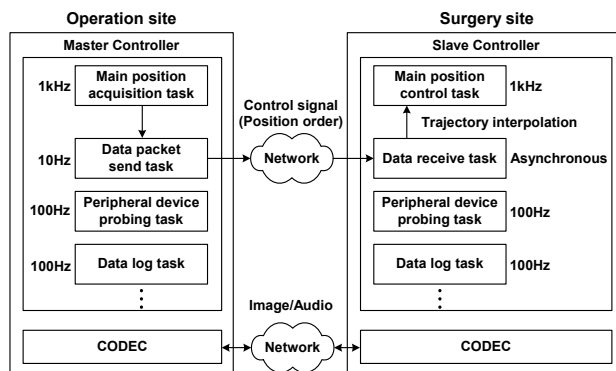 Operation site
Surgery site
Master Controller
Slave Controller
1kHz
Main position
acquisition task
Control signal
(Position order)
Main position
control task
1kHz
Trajectory interpolation
10Hz
Data packet
send task
Network
Data receive task
Asynchronous
100Hz
Peripheral device
probing task
Peripheral device
probing task
100Hz
100Hz
Data log task
Data log task
100Hz
Image/Audio
CODEC
Network
CODEC